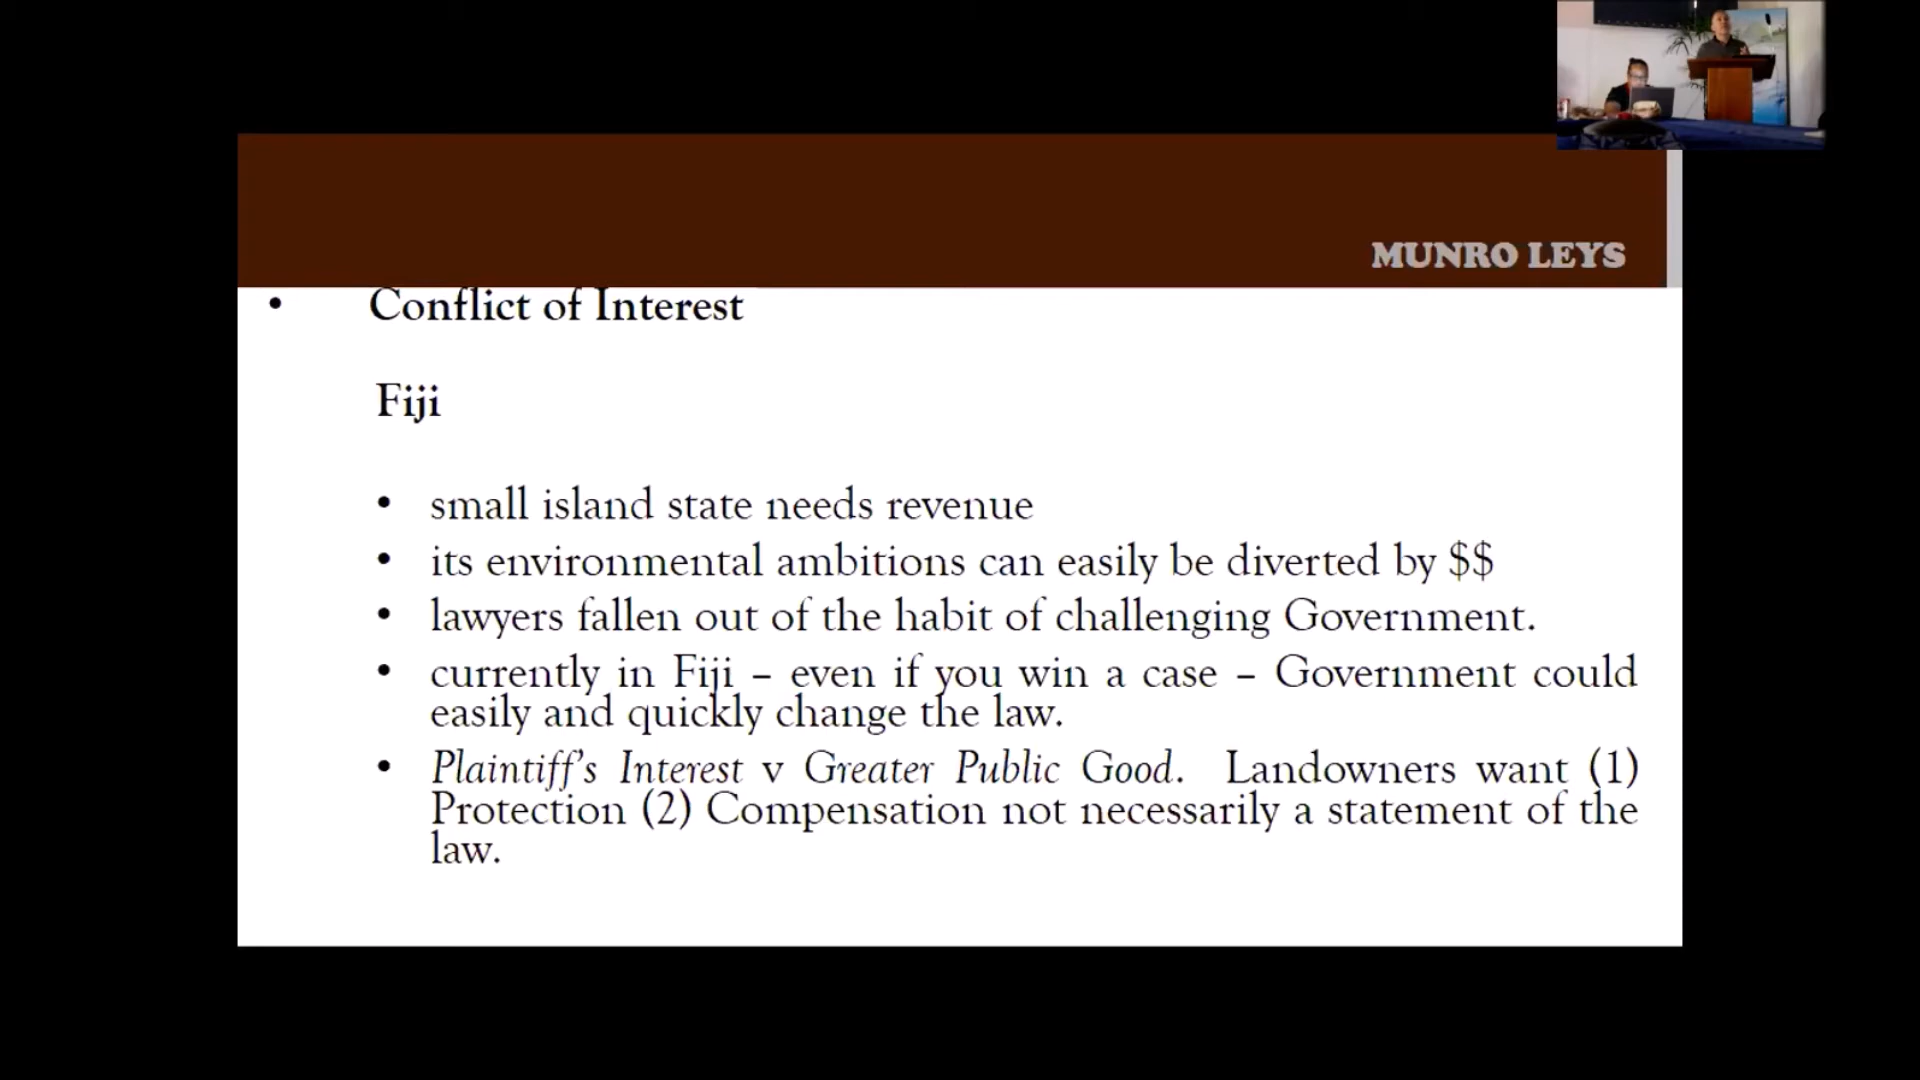 MUNRO LEYS
• Conflict of Interest
Fiji
• small island state needs revenue
• its environmental ambitions can easily be diverted by $$
• lawyers fallen out of the habit of challenging Government.
• currently in Fiji – even if you win a case – Government could
easily and quickly change the law.
• Plaintiff's Interest v Greater Public Good. Landowners want (1)
Protection (2) Compensation not necessarily a statement of the
law.